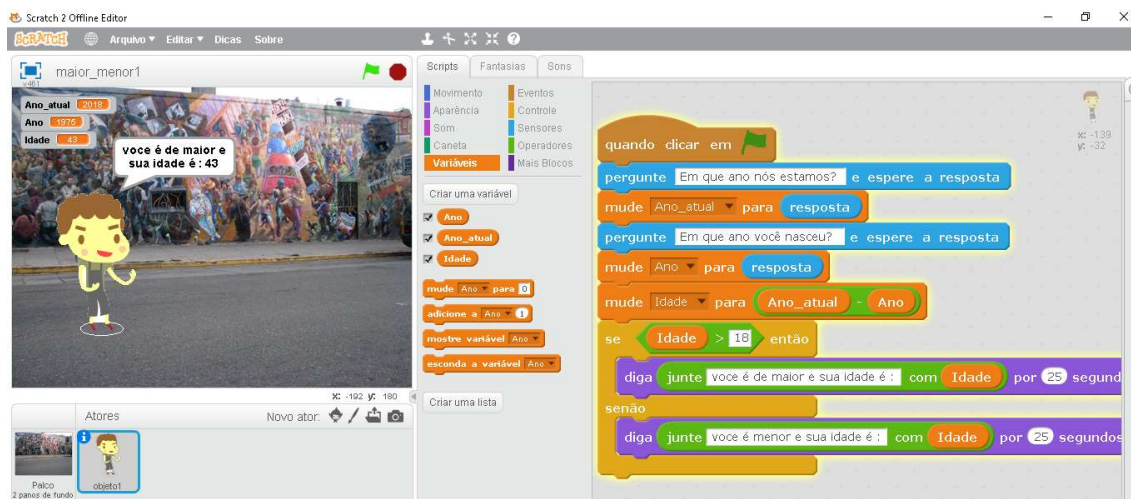 Scratch 2 Offline Editor
SCRATCH Arquivo Editar Dicas Sobre
maior_menor1
v461
Ano_atual 2018
Ano 1975
Idade 43
voce é de maior e
sua idade é : 43
X: -192 y: 180
Atores
Novo ator:
Palco
2 panos de fundo
objeto1
Scripts Fantasias Sons
Movimento Eventos
Aparência Controle
Som Sensores
Caneta Operadores
Variáveis Mais Blocos
Criar uma variável
Ano
Ano_atual
Idade
mude Ano para 0
adicione a Ano 1
mostre variável Ano
esconda a variável Ano
Criar uma lista
x: -139
y: -32
quando clicar em
pergunte Em que ano nós estamos? e espere a resposta
mude Ano_atual para resposta
pergunte Em que ano você nasceu? e espere a resposta
mude Ano para resposta
mude Idade para Ano_atual - Ano
se Idade > 18 então
diga junte voce é de maior e sua idade é : com Idade por 25 segund
senão
diga junte você é menor e sua idade é : com Idade por 25 segundos